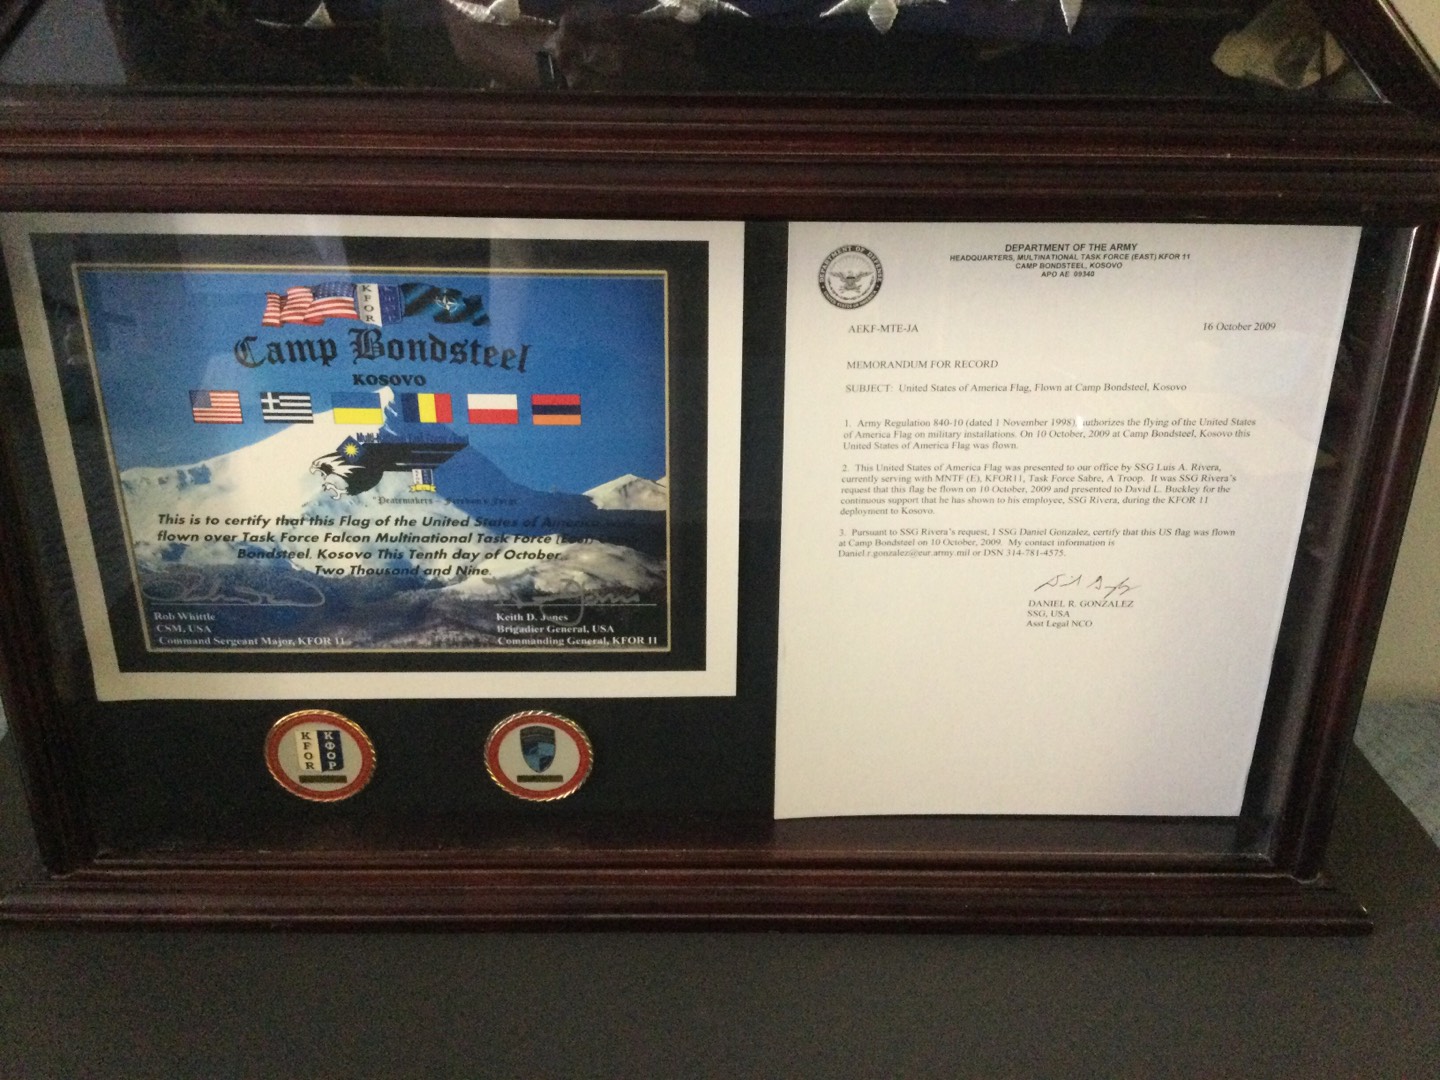 KFOR
Camp Bondsteel
KOSOVO
"Peacemakers - Freedom's Force"
This is to certify that this Flag of the United States of America
flown over Task Force Falcon Multinational Task Force (East)
Bondsteel, Kosovo This Tenth day of October
Two Thousand and Nine
Rob Whittle
CSM, USA
Command Sergeant Major, KFOR 11
Keith D. Jones
Brigadier General, USA
Commanding General, KFOR 11
KFOR
КФОР
DEPARTMENT OF DEFENSE
UNITED STATES OF AMERICA
DEPARTMENT OF THE ARMY
HEADQUARTERS, MULTINATIONAL TASK FORCE (EAST) KFOR 11
CAMP BONDSTEEL, KOSOVO
APO AE 09340
AEKF-MTE-JA
16 October 2009
MEMORANDUM FOR RECORD
SUBJECT: United States of America Flag, Flown at Camp Bondsteel, Kosovo
1. Army Regulation 840-10 (dated 1 November 1998), authorizes the flying of the United States
of America Flag on military installations. On 10 October, 2009 at Camp Bondsteel, Kosovo this
United States of America Flag was flown.
2. This United States of America Flag was presented to our office by SSG Luis A. Rivera,
currently serving with MNTF (E), KFOR11, Task Force Sabre, A Troop. It was SSG Rivera's
request that this flag be flown on 10 October, 2009 and presented to David L. Buckley for the
continuous support that he has shown to his employee, SSG Rivera, during the KFOR 11
deployment to Kosovo.
3. Pursuant to SSG Rivera's request, I SSG Daniel Gonzalez, certify that this US flag was flown
at Camp Bondsteel on 10 October, 2009. My contact information is
Daniel.r.gonzalez@eur.army.mil or DSN 314-781-4575.
DANIEL R. GONZALEZ
SSG, USA
Asst Legal NCO